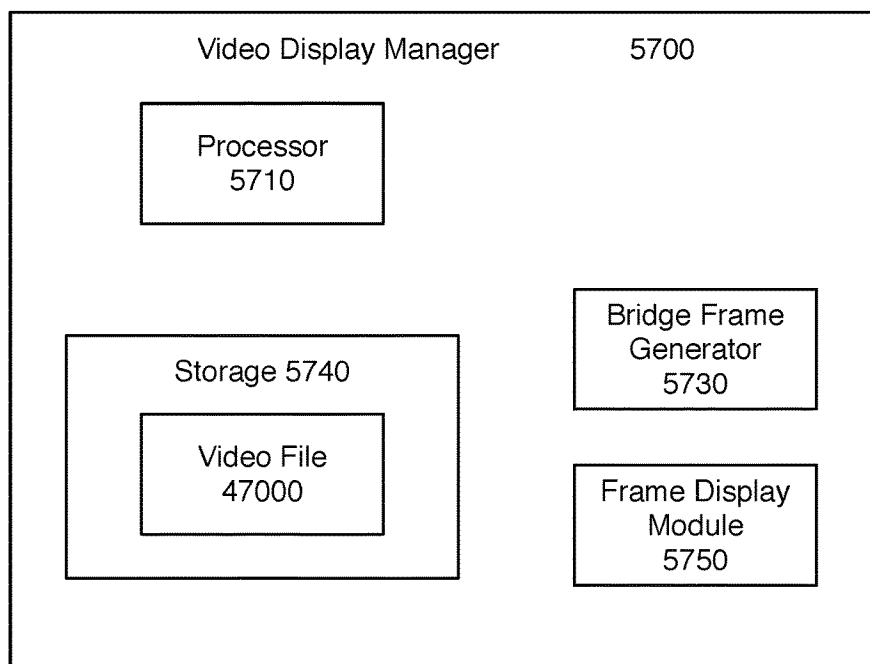 Video Display Manager 5700
Processor
5710
Bridge Frame
Generator
5730
Storage 5740
Video File
47000
Frame Display
Module
5750